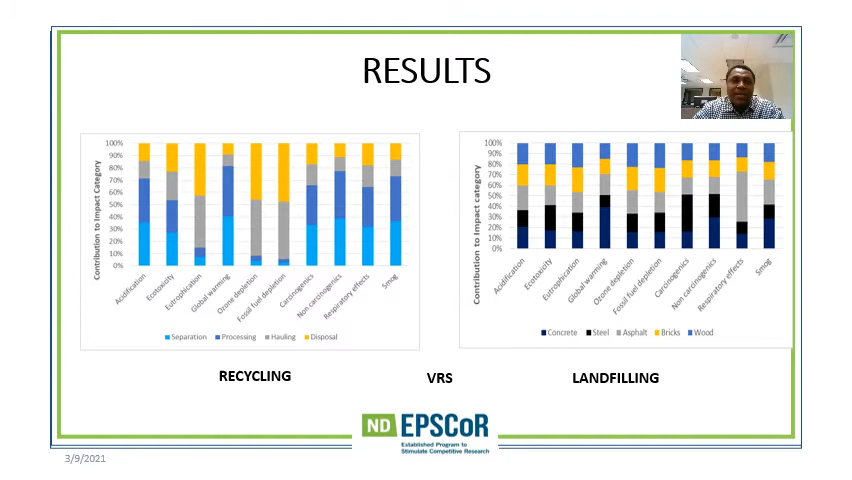 RESULTS
100%
90%
80%
70%
60%
50%
40%
30%
20%
10%
0%
Contribution to Impact Category
Acidification
Ecotoxicity
Eutrophication
Global warming
Ozone depletion
Fossil fuel depletion
Carcinogenics
Non carcinogenics
Respiratory effects
Smog
Separation Processing Hauling Disposal
100%
90%
80%
70%
60%
50%
40%
30%
20%
10%
0%
Contribution to Impact category
Acidification
Ecotoxicity
Eutrophication
Global warming
Ozone depletion
Fossil fuel depletion
Carcinogenics
Non carcinogenics
Respiratory effects
Smog
Concrete Steel Asphalt Bricks Wood
RECYCLING VRS LANDFILLING
ND EPSCoR
Established Program to
Stimulate Competitive Research
3/9/2021